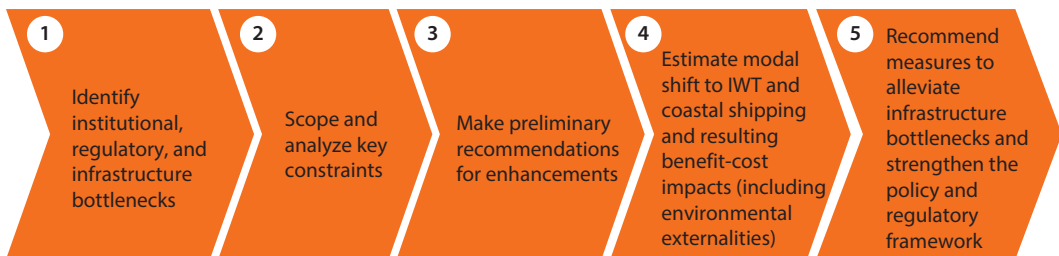 1
Identify
institutional,
regulatory, and
infrastructure
bottlenecks
2
Scope and
analyze key
constraints
3
Make preliminary
recommendations
for enhancements
4
Estimate modal
shift to IWT and
coastal shipping
and resulting
benefit-cost
impacts (including
environmental
externalities)
5
Recommend
measures to
alleviate
infrastructure
bottlenecks and
strengthen the
policy and
regulatory
framework